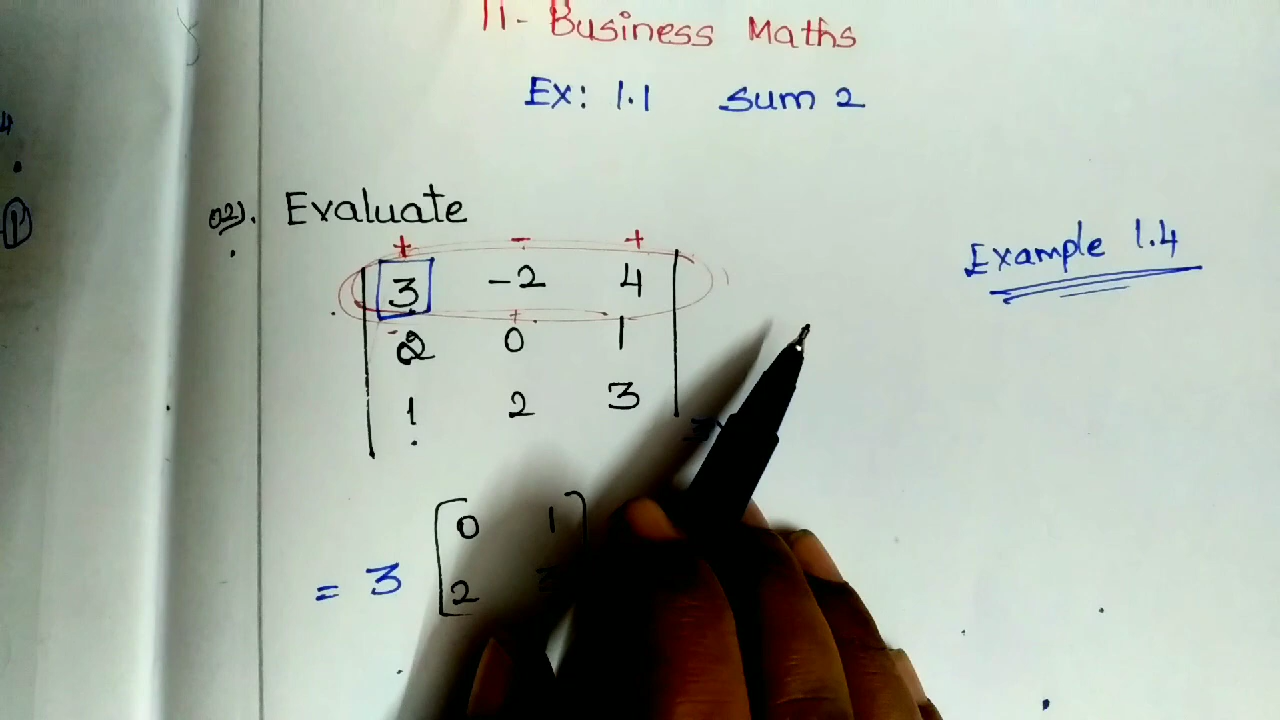 11- Business Maths
Ex: 1.1 Sum 2
Q2). Evaluate
Example 1.4
+ - +
3 -2 4
- +
2 0 1
1 2 3
0 1
= 3
2